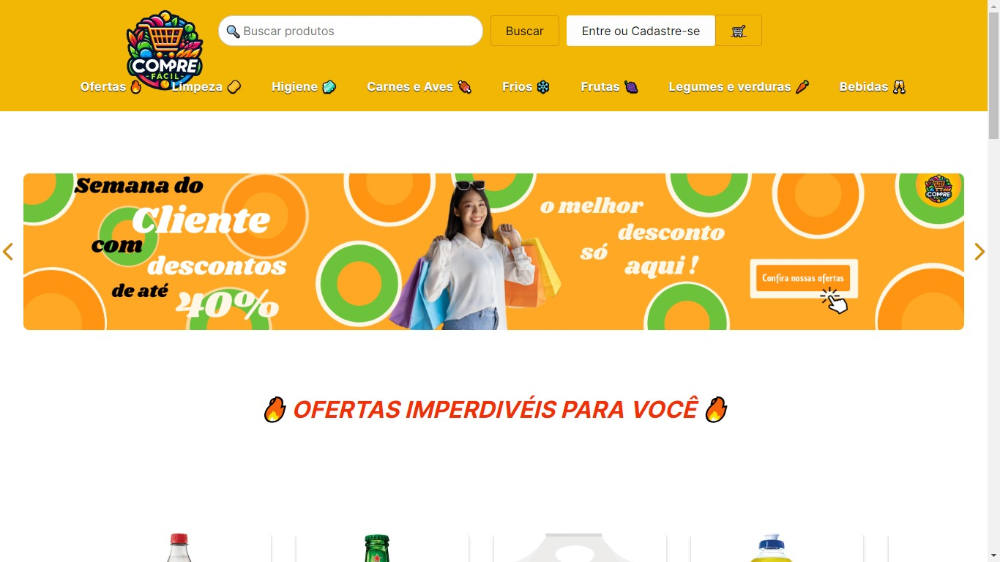 COMPRE
FÁCIL
🔍 Buscar produtos
Buscar
Entre ou Cadastre-se
Ofertas 🔥
Limpeza
Higiene
Carnes e Aves
Frios
Frutas
Legumes e verduras
Bebidas
Semana do
Cliente
com
descontos
de até
40%
o melhor
desconto
só
aqui !
Confira nossas ofertas
COMPRE
FÁCIL
🔥 OFERTAS IMPERDIVÉIS PARA VOCÊ 🔥